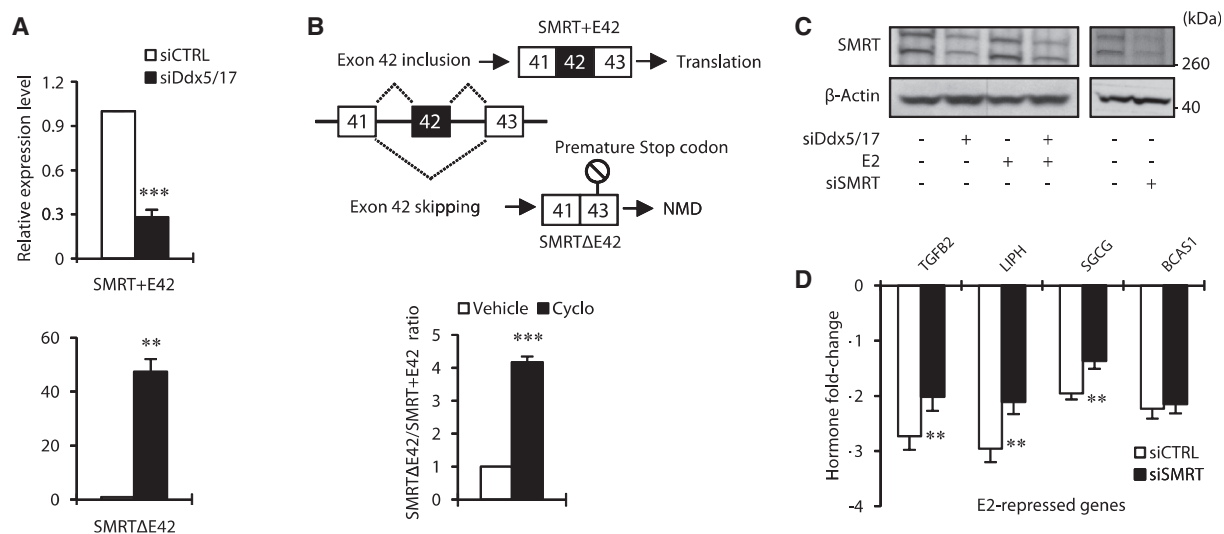 A
siCTRL
siDdx5/17
Relative expression level
1.2
0.9
0.6
0.3
0
***
SMRT+E42
60
40
20
0
**
SMRTΔE42
B
SMRT+E42
Exon 42 inclusion
41 42 43
Translation
41 42 43
Premature Stop codon
Exon 42 skipping
41 43
NMD
SMRTΔE42
Vehicle Cyclo
SMRTΔE42/SMRT+E42 ratio
5
4
3
2
1
0
***
C
(kDa)
SMRT
260
β-Actin
40
siDdx5/17 - + - + - -
E2 - - + + - -
siSMRT - - - - - +
D
TGFB2 LIPH SGCG BCAS1
Hormone fold-change
0
-1
-2
-3
-4
** ** **
siCTRL
siSMRT
E2-repressed genes